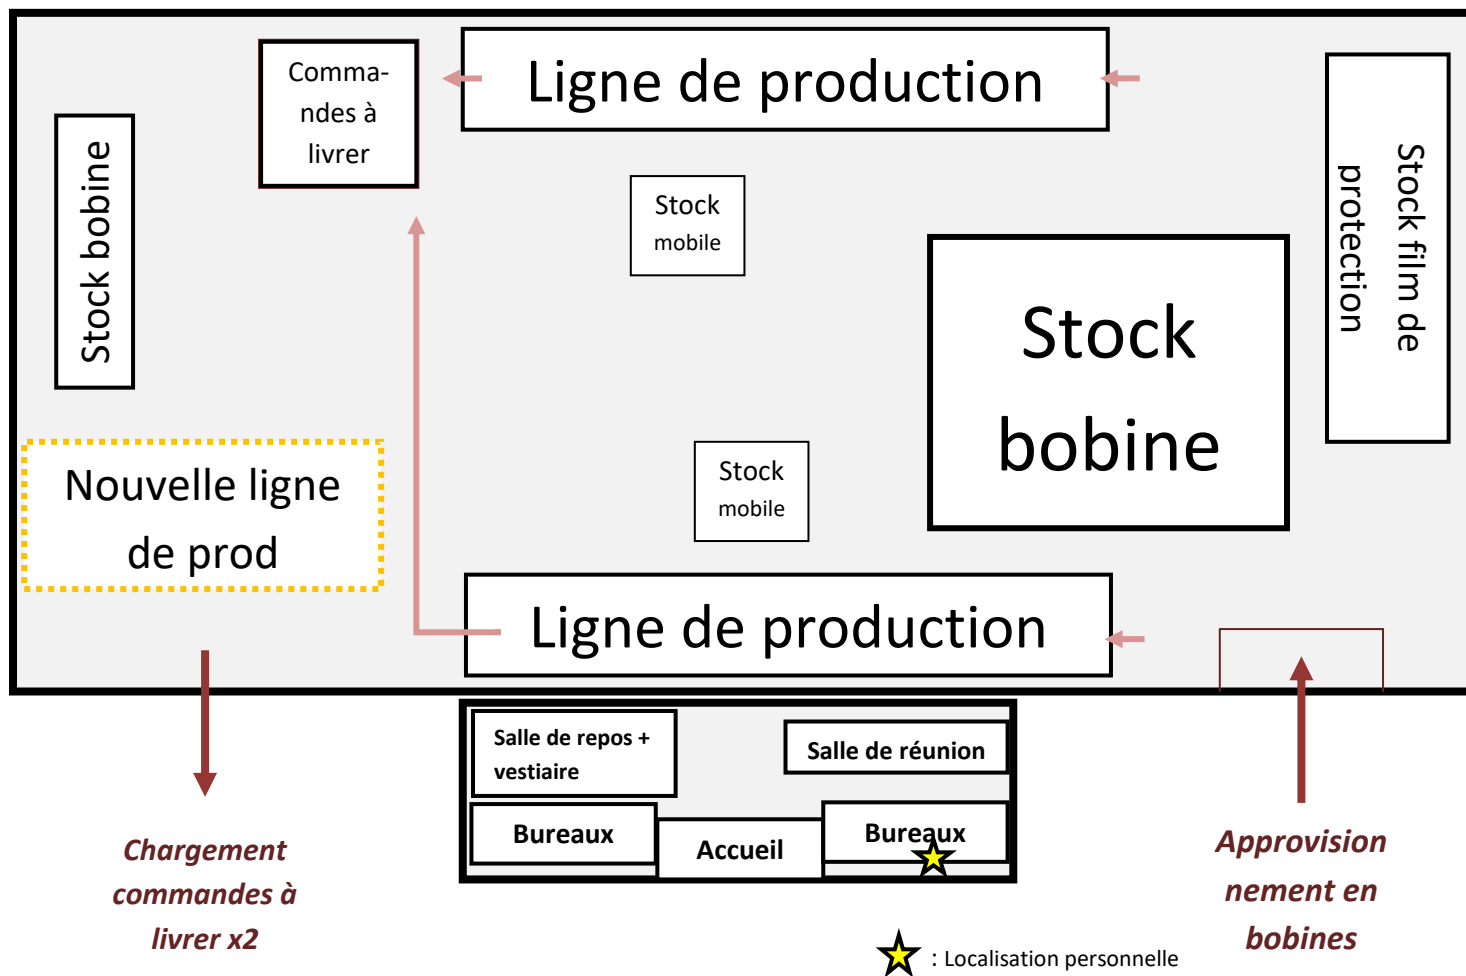 Ligne de production
Comma-
ndes à
livrer
Stock bobine
Stock
mobile
Stock film de
protection
Stock
bobine
Nouvelle ligne
de prod
Stock
mobile
Ligne de production
Salle de repos +
vestiaire
Salle de réunion
Bureaux
Accueil
Bureaux
Chargement
commandes à
livrer x2
Approvision
nement en
bobines
: Localisation personnelle